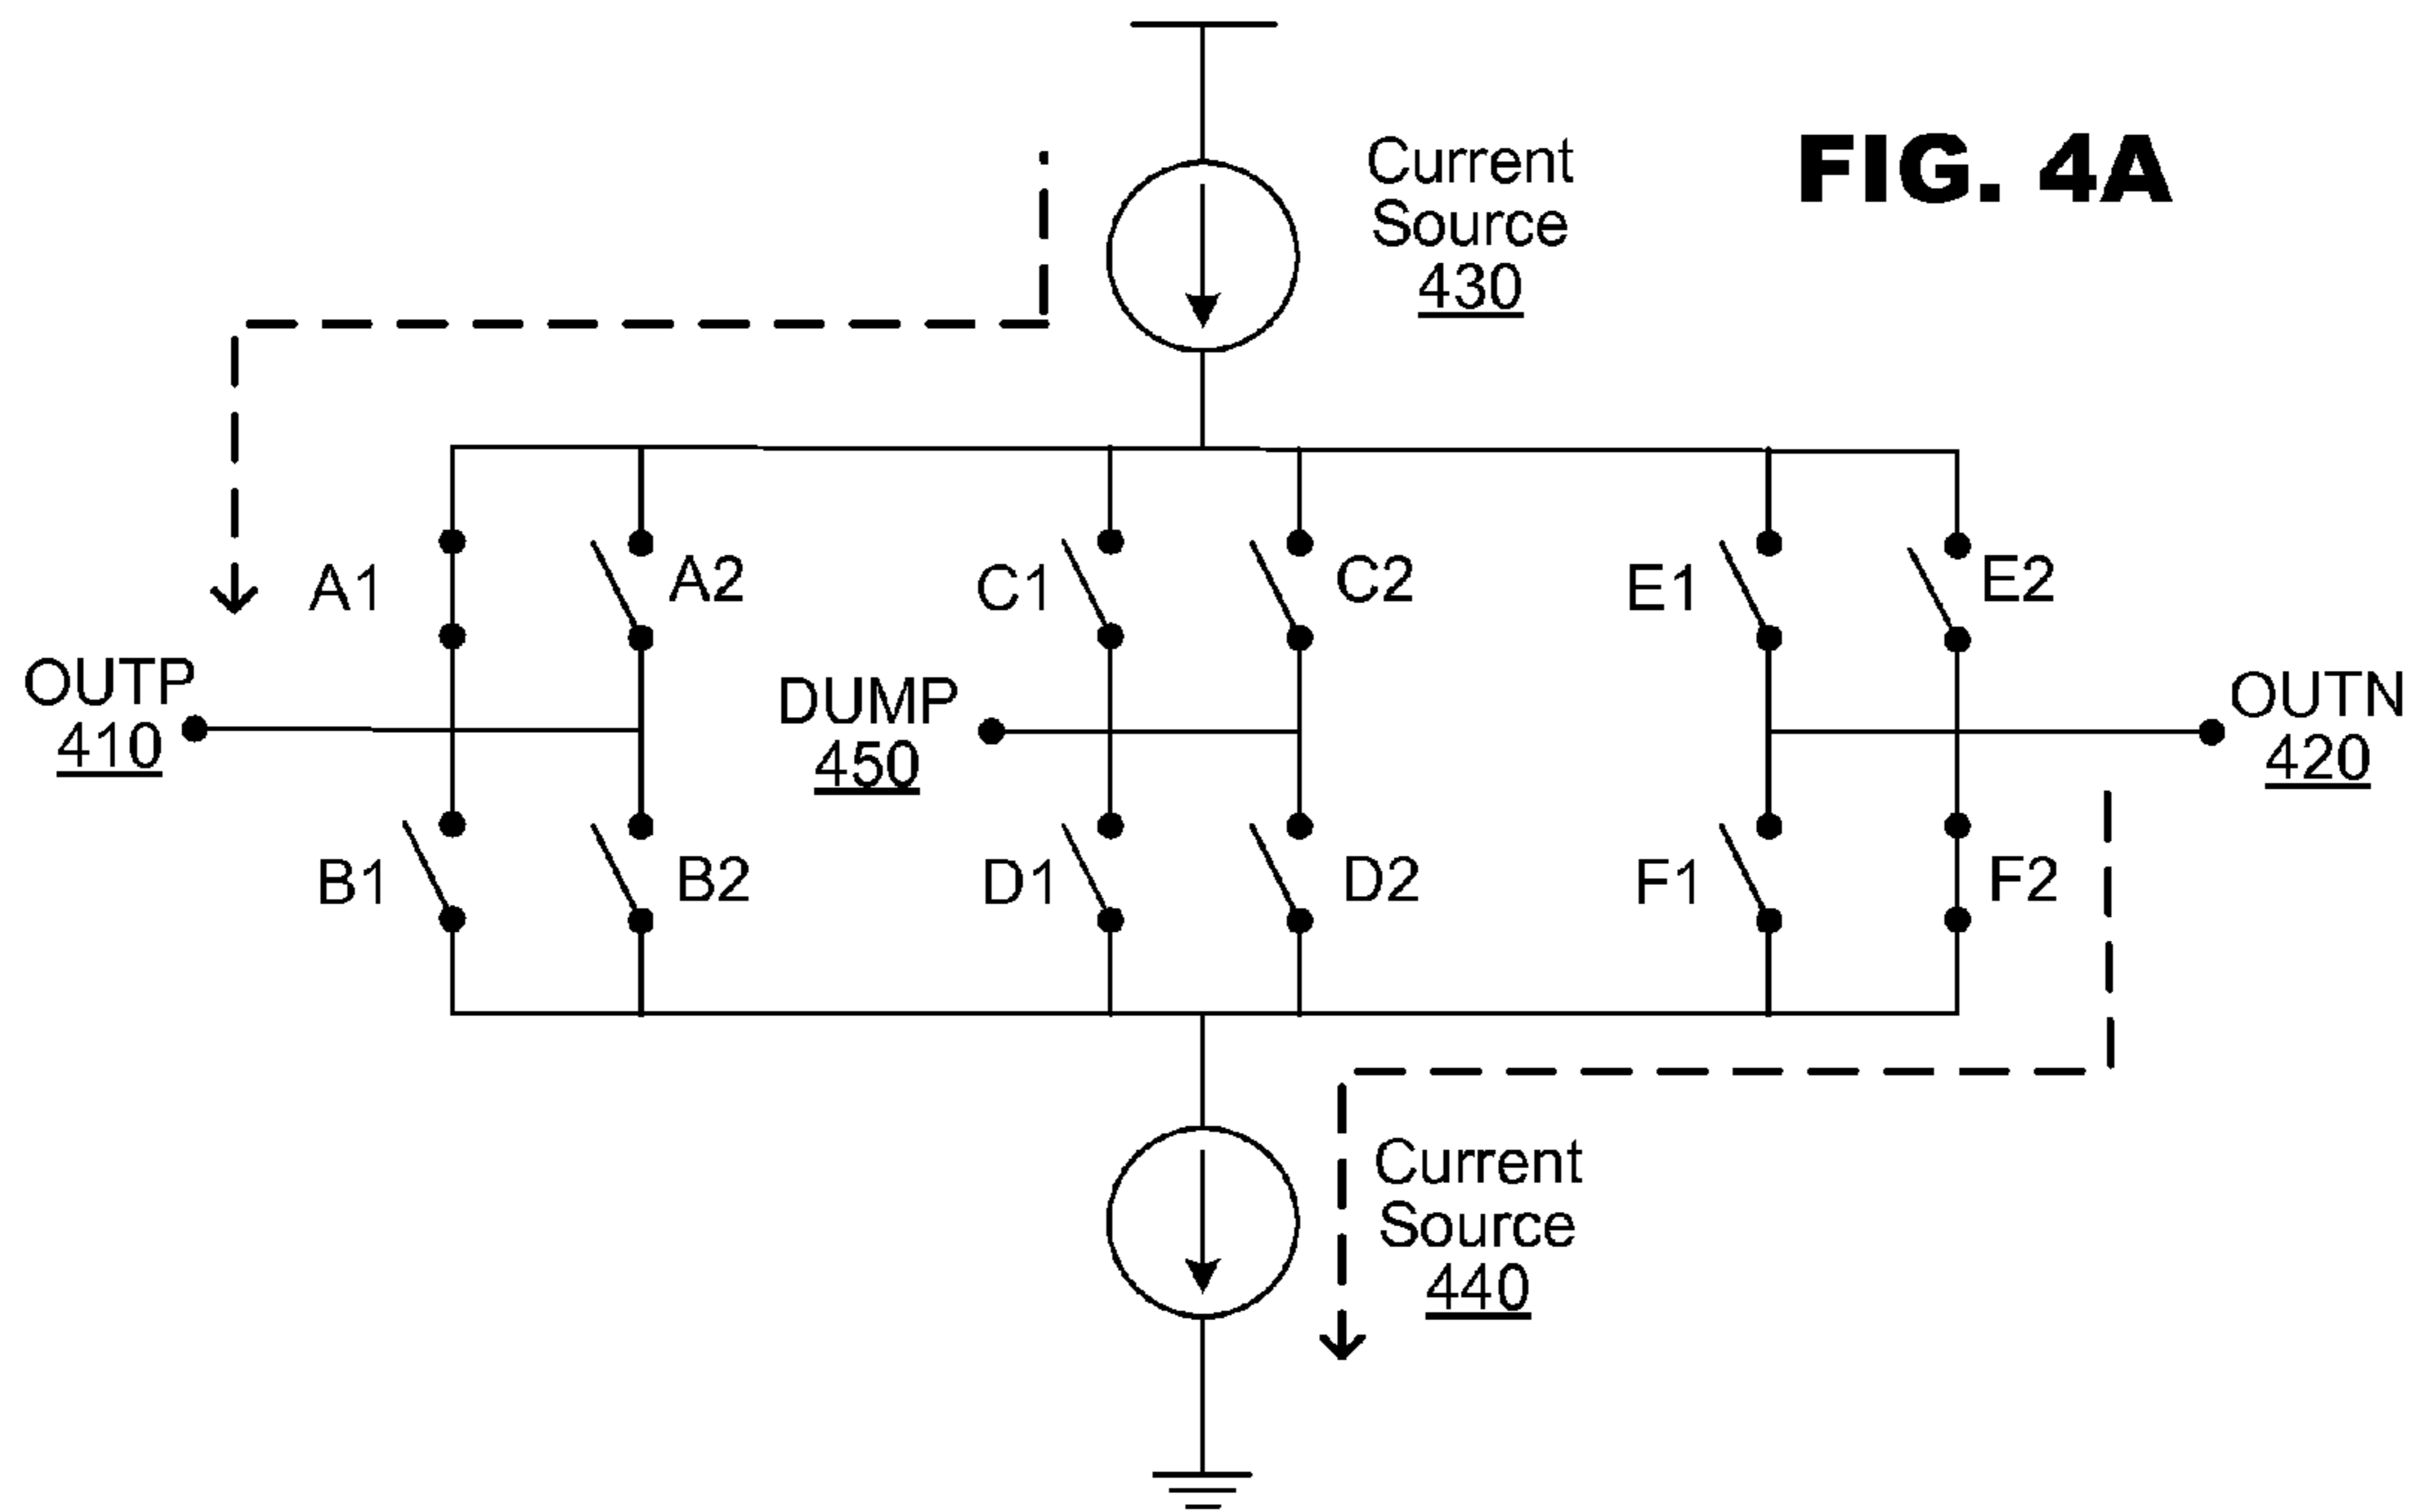 FIG. 4A
Current
Source
430
A1
A2
C1
C2
E1
E2
OUTP
410
DUMP
450
OUTN
420
B1
B2
D1
D2
F1
F2
Current
Source
440